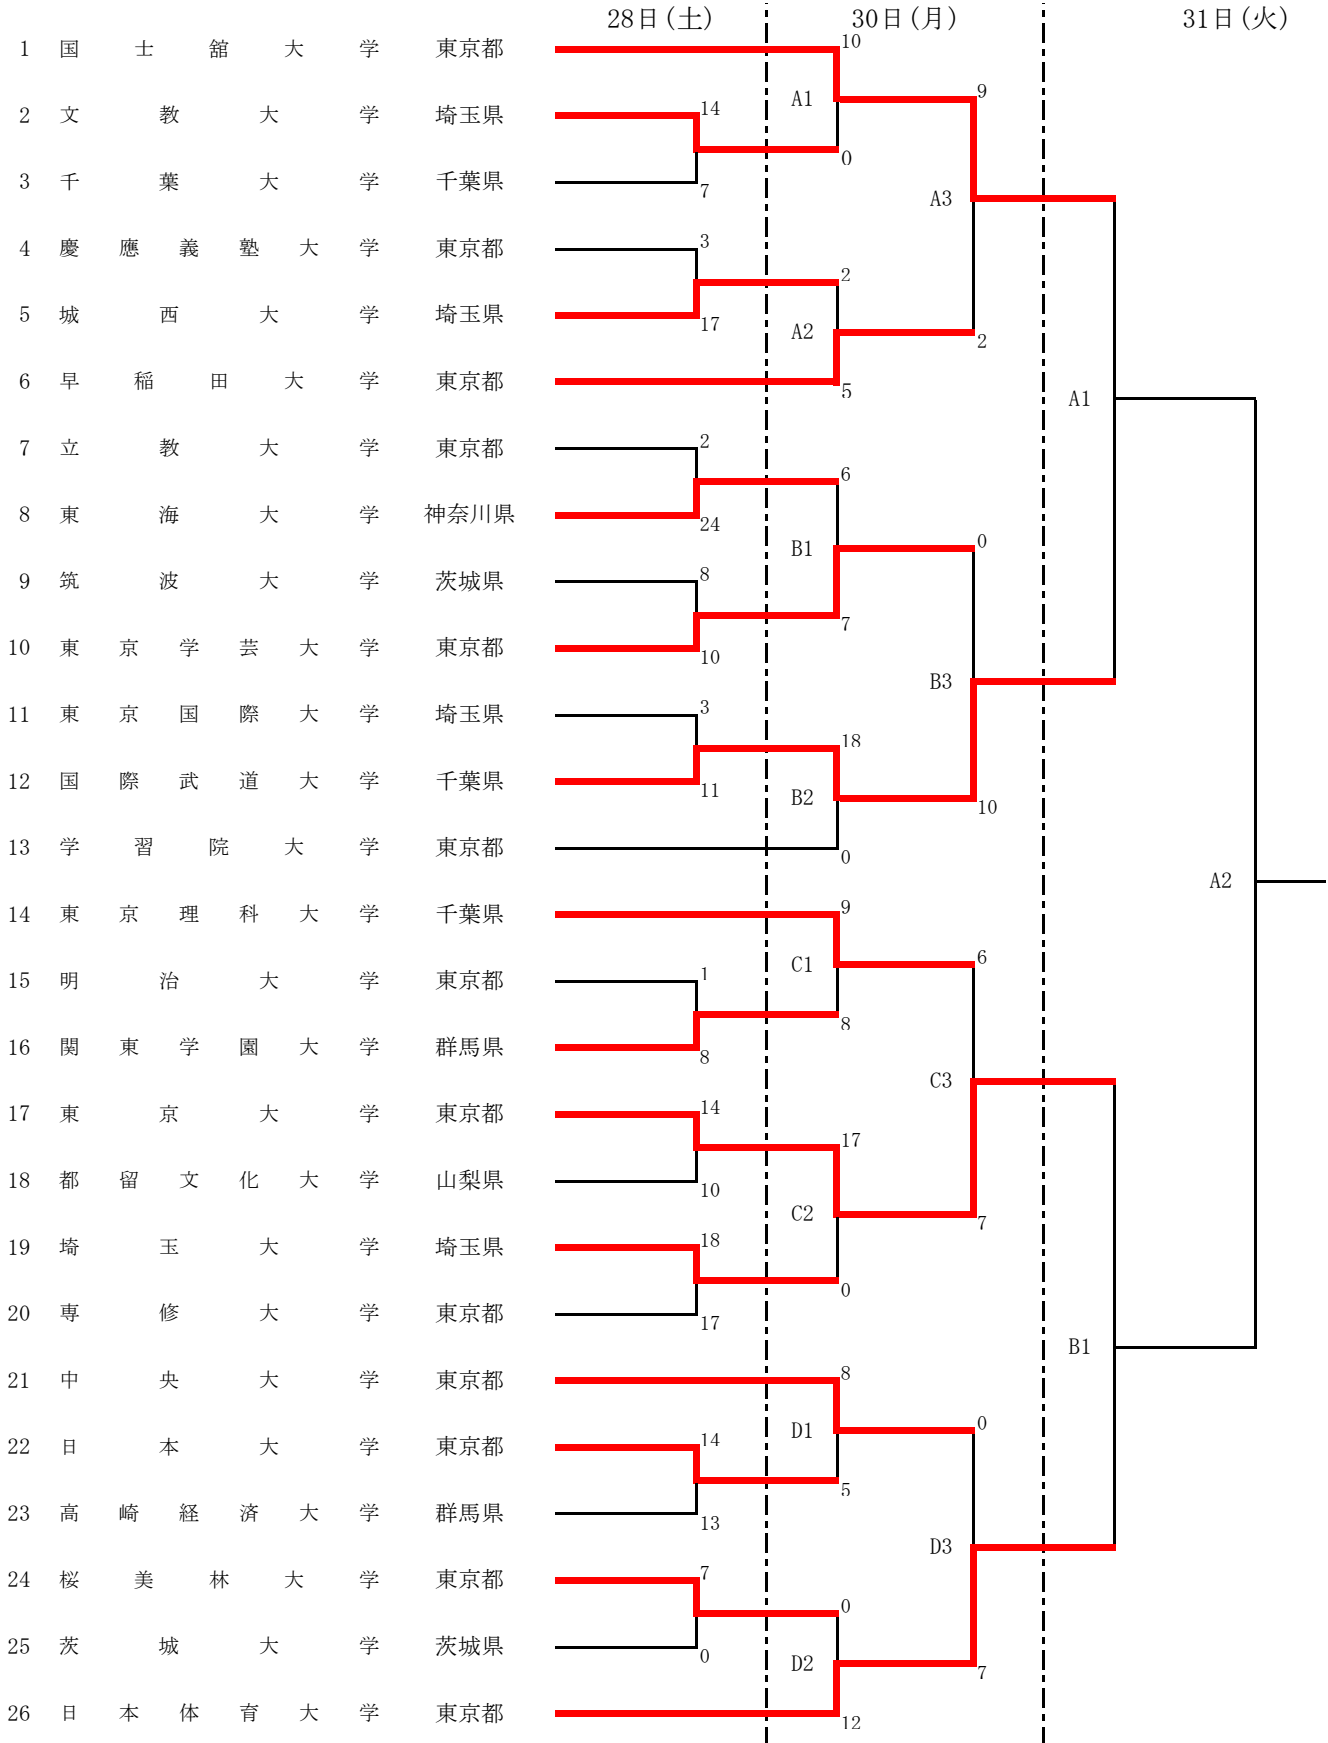 28日(土) 30日(月) 31日(火)
10
1 国士舘大学 東京都
9
A1
14
2 文教大学 埼玉県
0
3 千葉大学 千葉県
7
A3
3
4 慶應義塾大学 東京都
2
5 城西大学 埼玉県
17
A2
2
6 早稲田大学 東京都
5
A1
2
7 立教大学 東京都
6
8 東海大学 神奈川県
24
0
B1
8
9 筑波大学 茨城県
7
10 東京学芸大学 東京都
10
B3
3
11 東京国際大学 埼玉県
18
12 国際武道大学 千葉県
11
B2
10
13 学習院大学 東京都
0
A2
9
14 東京理科大学 千葉県
6
C1
1
15 明治大学 東京都
8
16 関東学園大学 群馬県
8
C3
14
17 東京大学 東京都
17
18 都留文化大学 山梨県
10
C2
7
18
19 埼玉大学 埼玉県
0
20 専修大学 東京都
17
B1
8
21 中央大学 東京都
0
D1
14
22 日本大学 東京都
5
23 高崎経済大学 群馬県
13
D3
7
24 桜美林大学 東京都
0
25 茨城大学 茨城県
0
D2
7
26 日本体育大学 東京都
12